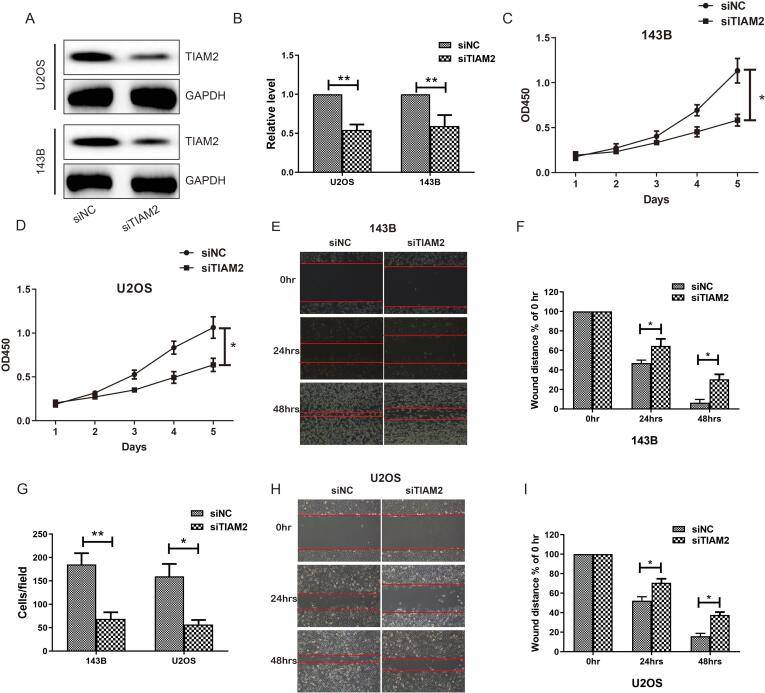 A
U2OS
TIAM2
GAPDH
143B
TIAM2
GAPDH
siNC siTIAM2
B
siNC
siTIAM2
Relative level
1.5
1.0
0.5
0.0
** **
U2OS 143B
C
siNC
siTIAM2
143B
OD450
1.5
1.0
0.5
0.0
*
1 2 3 4 5
Days
D
siNC
siTIAM2
U2OS
OD450
1.5
1.0
0.5
0.0
*
1 2 3 4 5
Days
E
143B
siNC siTIAM2
0hr
24hrs
48hrs
F
siNC
siTIAM2
Wound distance % of 0 hr
120
100
80
60
40
20
0
* *
0hr 24hrs 48hrs
143B
G
siNC
siTIAM2
Cells/field
250
200
150
100
50
0
** *
143B U2OS
H
U2OS
siNC siTIAM2
0hr
24hrs
48hrs
I
siNC
siTIAM2
Wound distance % of 0 hr
120
100
80
60
40
20
0
* *
0hr 24hrs 48hrs
U2OS